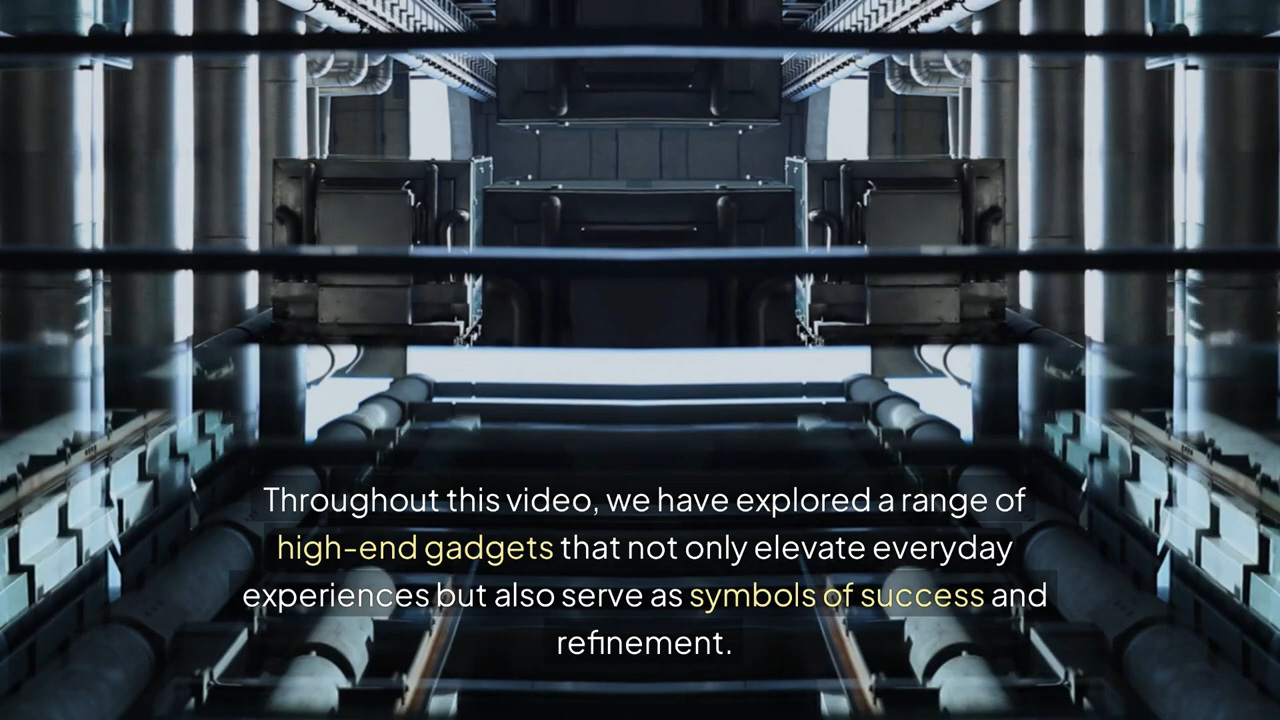 Throughout this video, we have explored a range of
high-end gadgets that not only elevate everyday
experiences but also serve as symbols of success and
refinement.